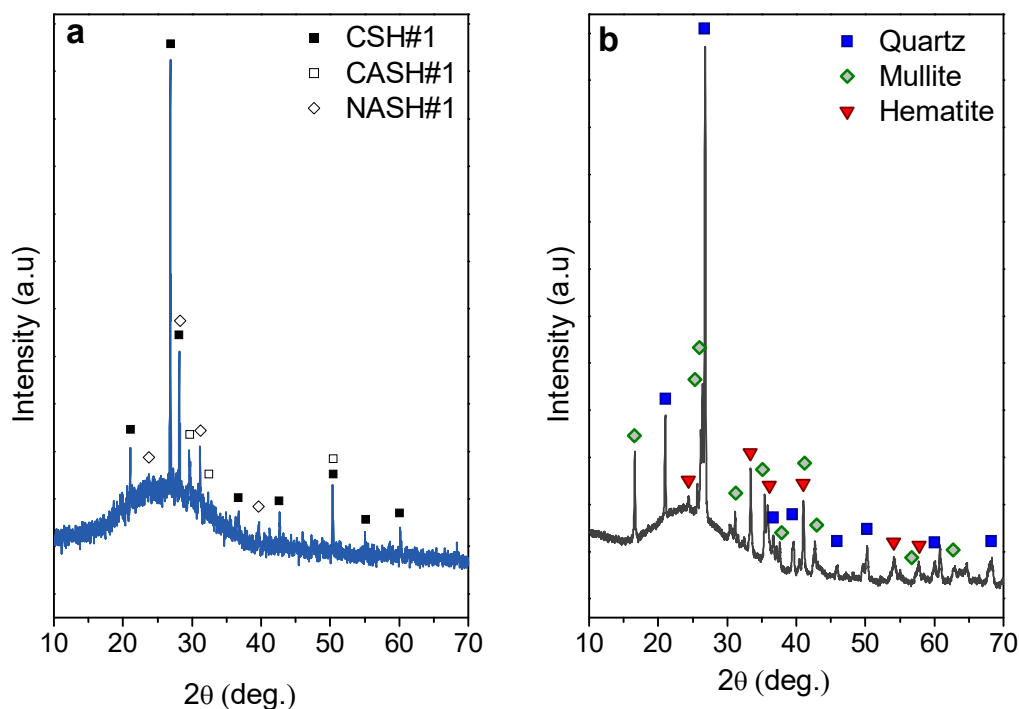 a
CSH#1
CASH#1
NASH#1
Intensity (a.u)
10 20 30 40 50 60 70
2θ (deg.)
b
Quartz
Mullite
Hematite
Intensity (a.u)
10 20 30 40 50 60 70
2θ (deg.)